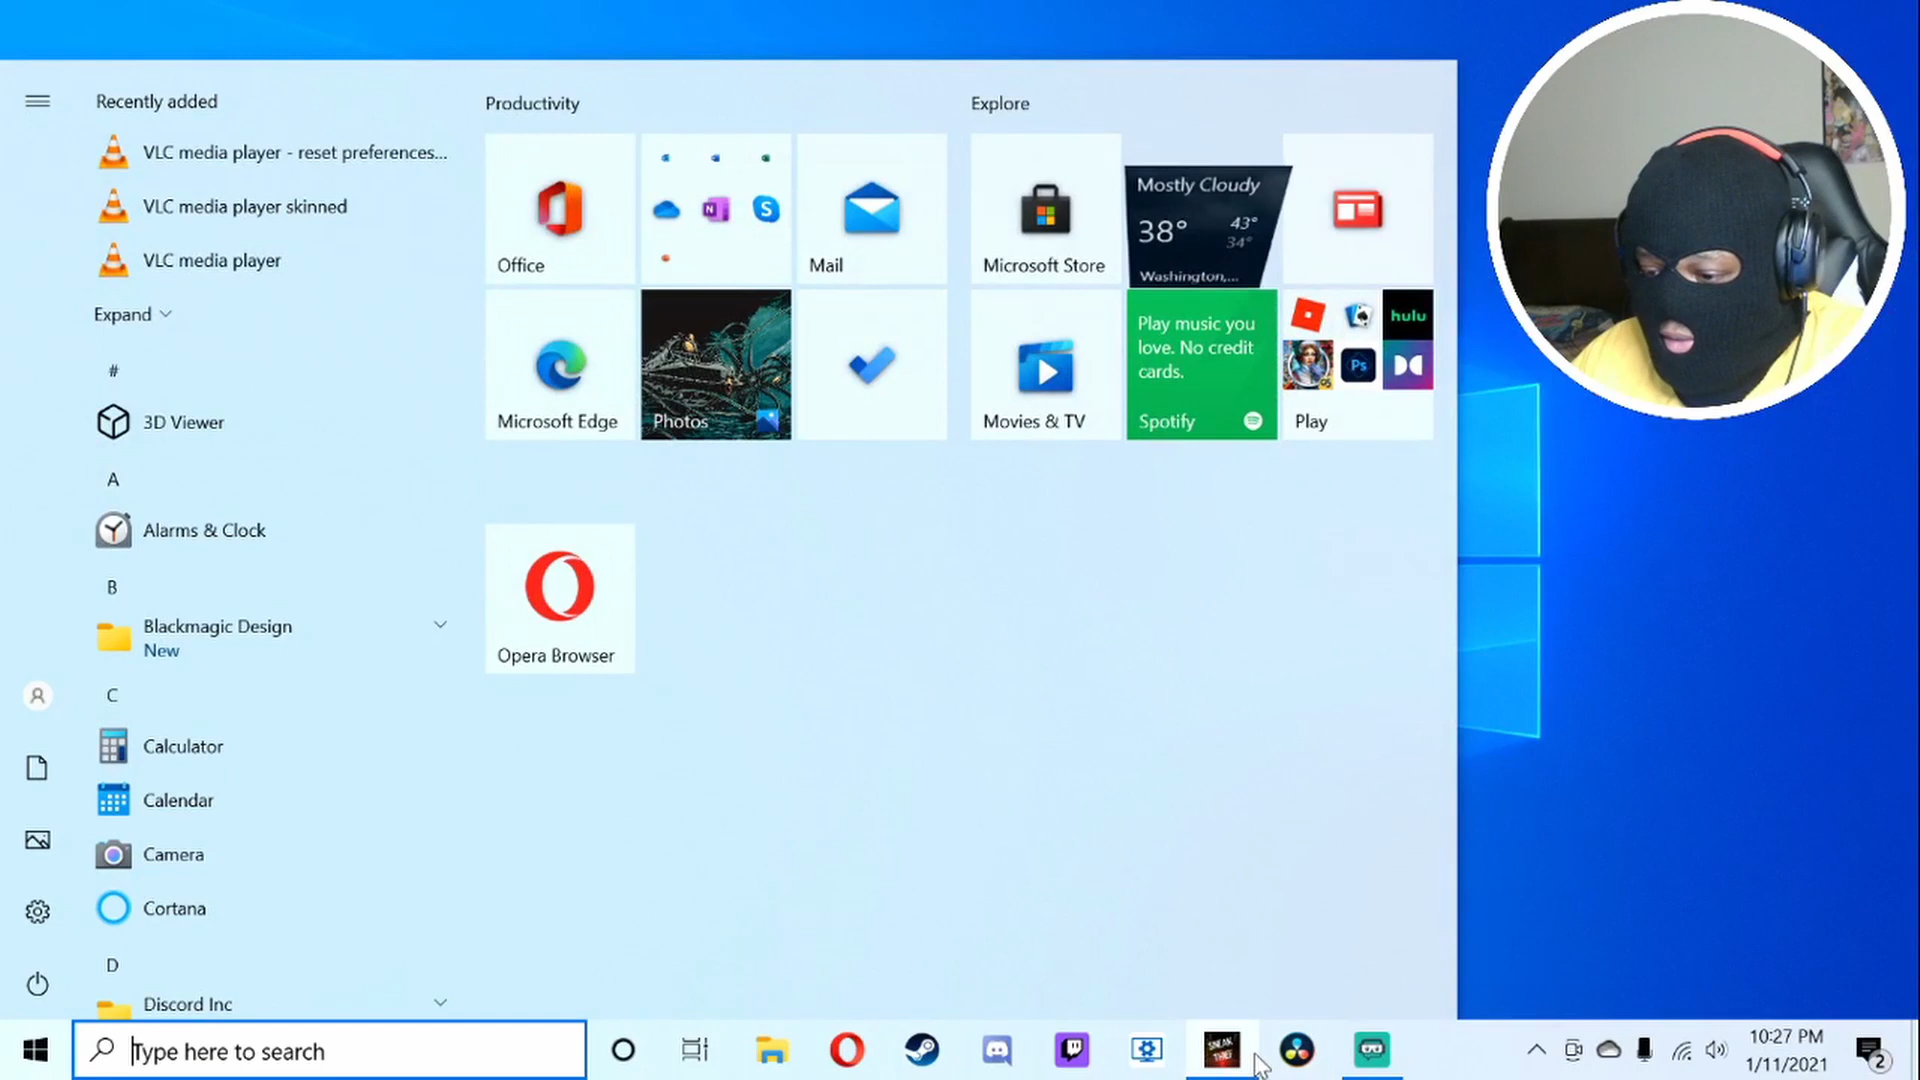 Recently added
VLC media player - reset preferences...
VLC media player skinned
VLC media player
Expand
#
3D Viewer
A
Alarms & Clock
B
Blackmagic Design
New
C
Calculator
Calendar
Camera
Cortana
D
Discord Inc
Productivity
Office
Mail
Microsoft Edge
Photos
Opera Browser
Explore
Microsoft Store
Mostly Cloudy
38° 43°
34°
Washington,...
Movies & TV
Play music you
love. No credit
cards.
Spotify
hulu
Ps
Play
Type here to search
SNEAK
THIEF
10:27 PM
1/11/2021
2